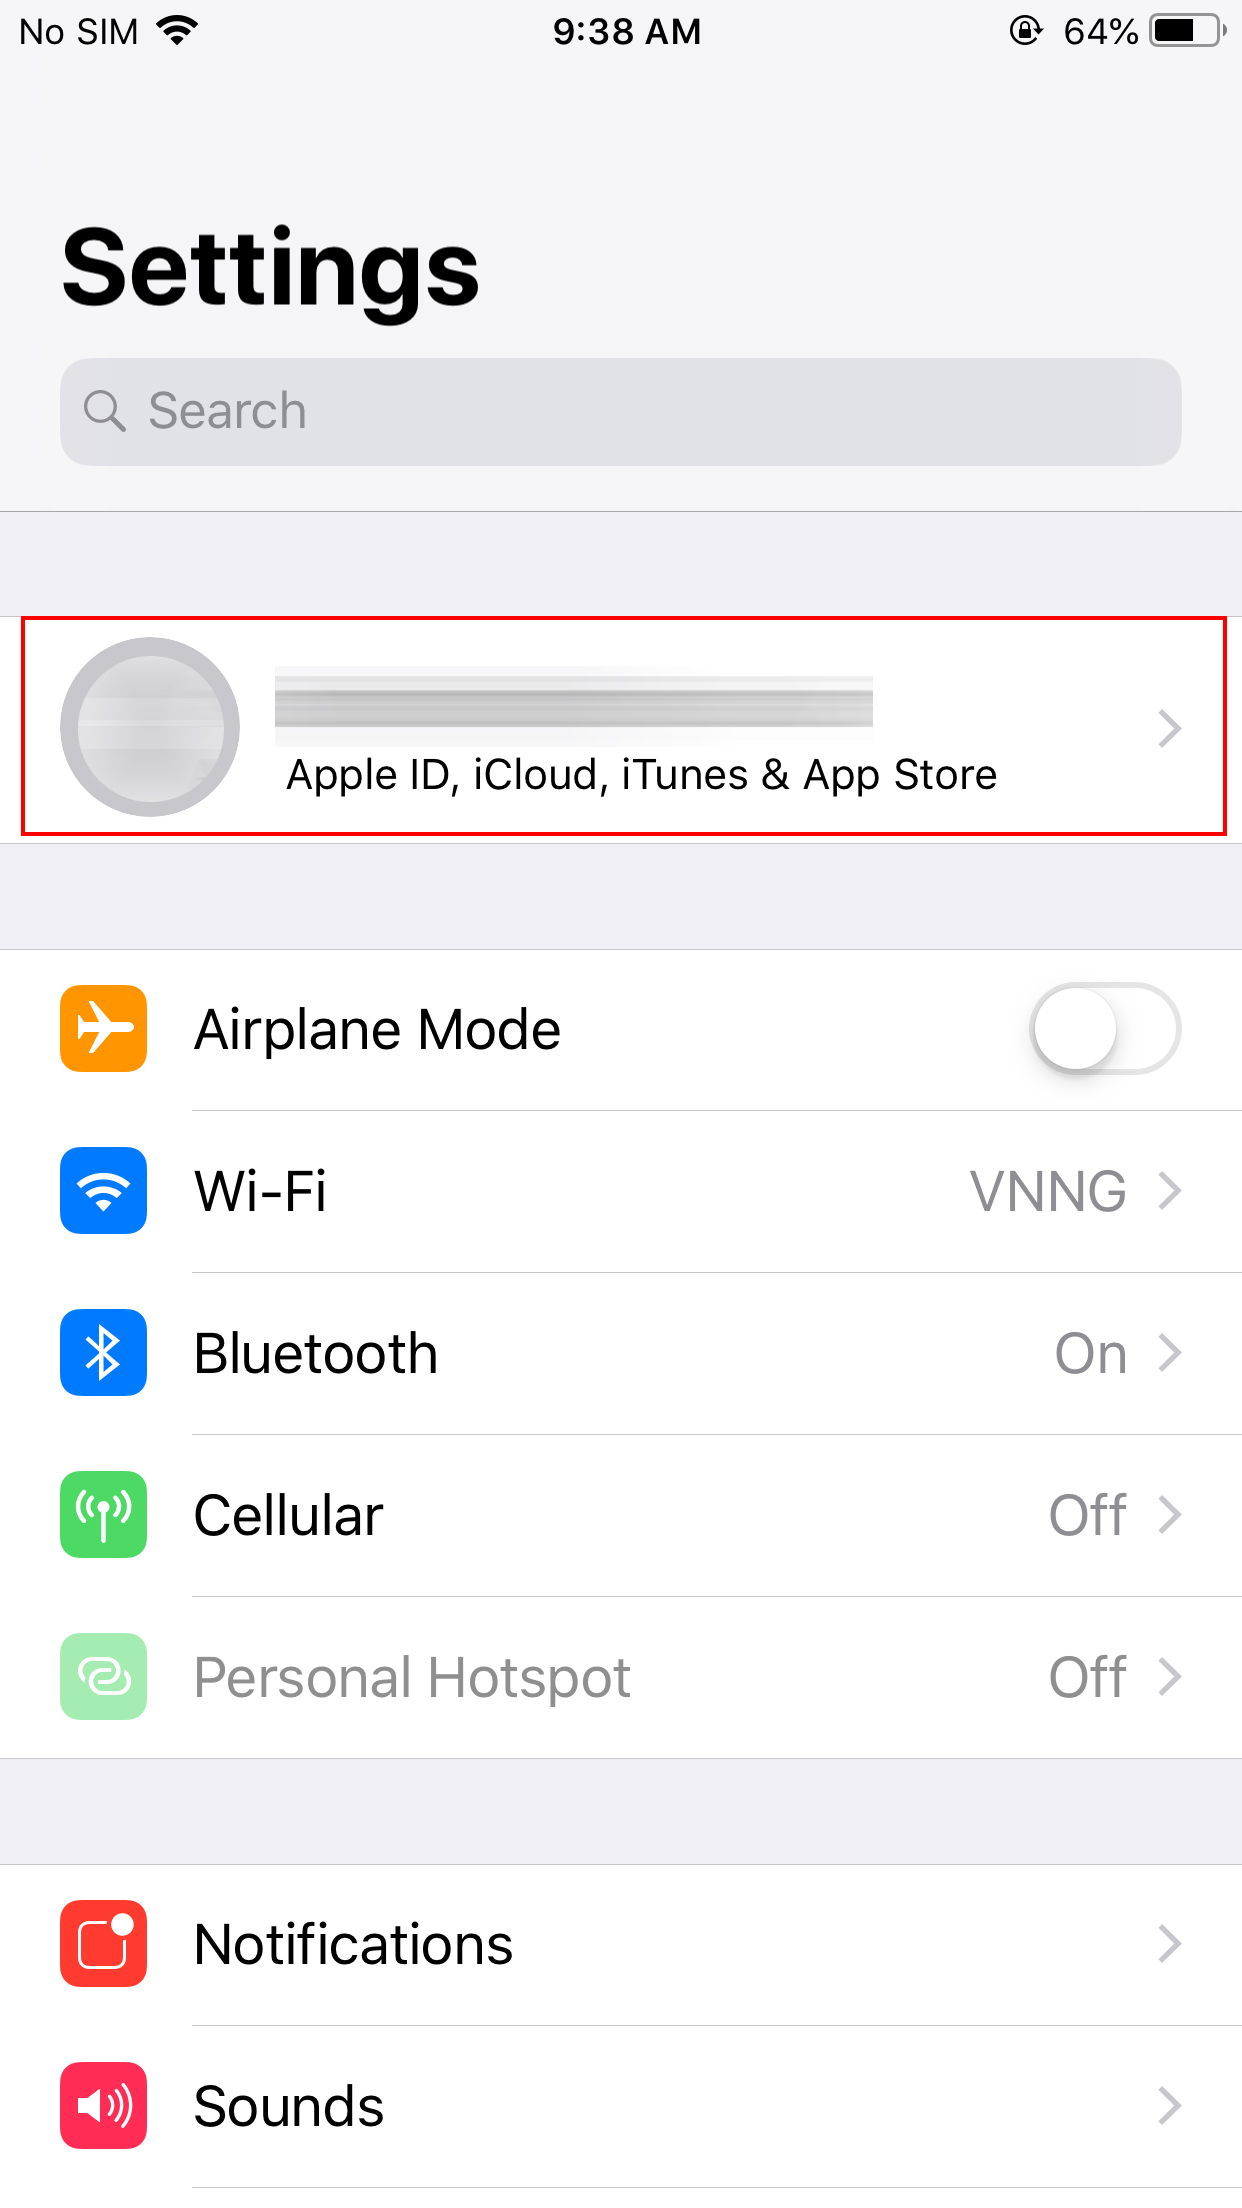 No SIM 9:38 AM 64%
Settings
Search
Apple ID, iCloud, iTunes & App Store
Airplane Mode
Wi-Fi VNNG
Bluetooth On
Cellular Off
Personal Hotspot Off
Notifications
Sounds